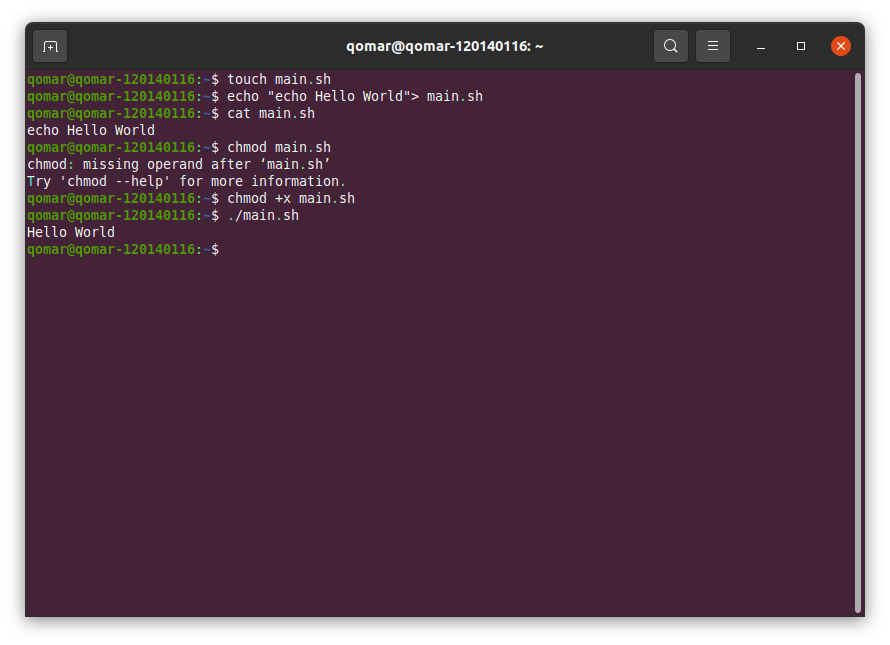 qomar@qomar-120140116: ~
qomar@qomar-120140116:~$ touch main.sh
qomar@qomar-120140116:~$ echo "echo Hello World"> main.sh
qomar@qomar-120140116:~$ cat main.sh
echo Hello World
qomar@qomar-120140116:~$ chmod main.sh
chmod: missing operand after ‘main.sh’
Try 'chmod --help' for more information.
qomar@qomar-120140116:~$ chmod +x main.sh
qomar@qomar-120140116:~$ ./main.sh
Hello World
qomar@qomar-120140116:~$